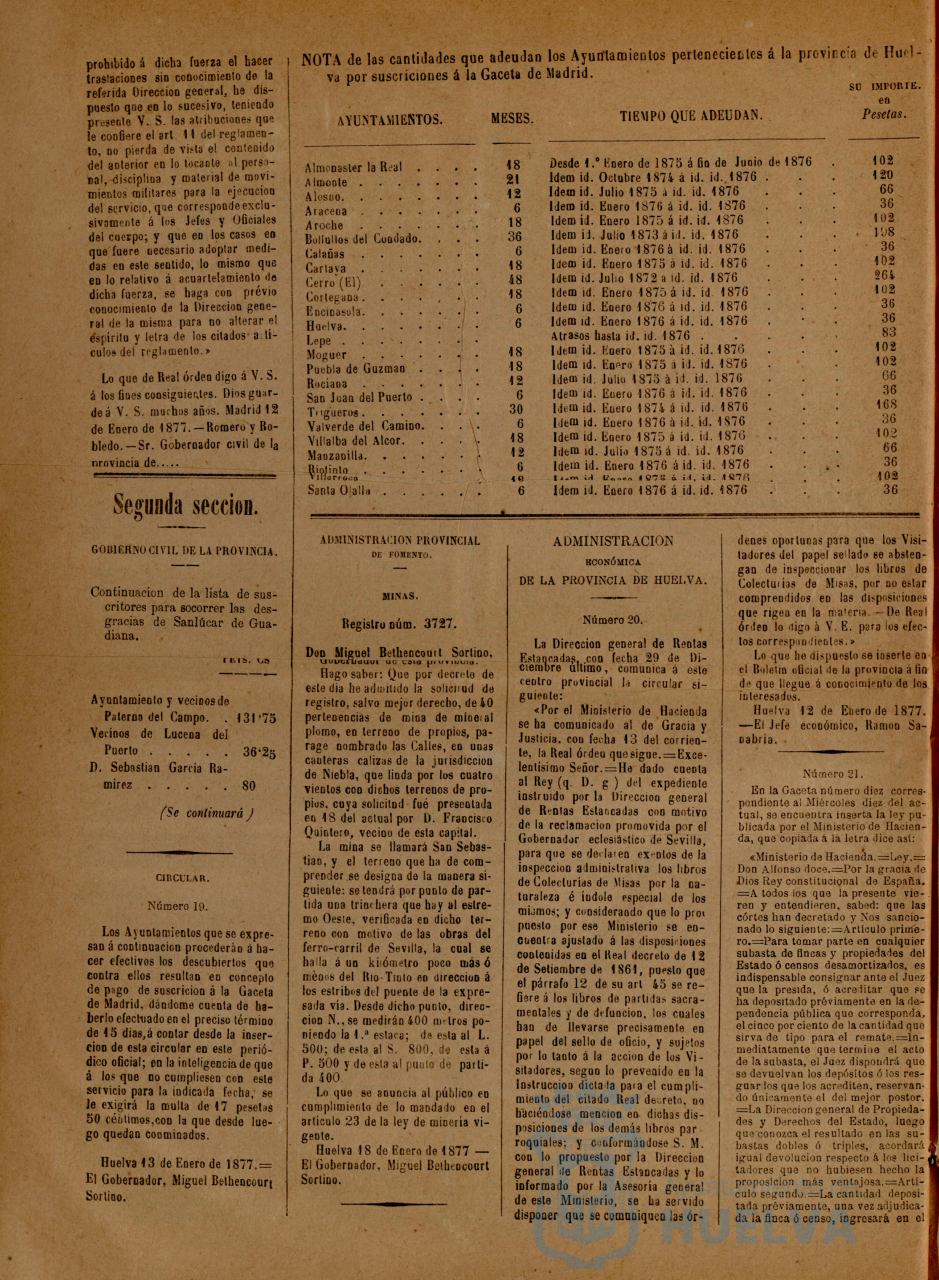 prohibido á dicha fuerza el hacer
traslaciones sin conocimiento de la
referida Direccion general, he dis-
puesto que en lo sucesivo, teniendo
presente V. S. las atribuciones que
le confiere el art 11 del reglamen-
to, no pierda de vista el contenido
del anterior en lo tocante al perso-
nal, disciplina y material de movi-
mientos militares para la ejecucion
del servicio, que corresponde exclu-
sivamente á los Jefes y Oficiales
del cuerpo; y que en los casos en
que fuere necesario adoptar medi-
das en este sentido, lo mismo que
en lo relativo á acuartelamiento de
dicha fuerza, se haga con prévio
conocimiento de la Direccion gene-
ral de la misma para no alterar el
espíritu y letra de los citados artí-
culos del reglamento.»
Lo que de Real órden digo á V. S.
á los fines consiguientes. Dios guar-
de á V. S. muchos años. Madrid 12
de Enero de 1877.—Romero y Ro-
bledo.—Sr. Gobernador civil de la
provincia de.....
Segunda seccion.
GOBIERNO CIVIL DE LA PROVINCIA.
Continuacion de la lista de sus-
critores para socorrer las des-
gracias de Sanlúcar de Gua-
diana.
Ayuntamiento y vecinos de
Paterna del Campo. . 131'75
Vecinos de Lucena del
Puerto . . . . . 36'25
D. Sebastian Garcia Ra-
mirez . . . . . 80
(Se continuará)
CIRCULAR.
Número 19.
Los Ayuntamientos que se expre-
san á continuacion procederán á ha-
cer efectivos los descubiertos que
contra ellos resultan en concepto
de pago de suscricion á la Gaceta
de Madrid, dándome cuenta de ha-
berlo efectuado en el preciso término
de 15 dias, á contar desde la inser-
cion de esta circular en este perió-
dico oficial; en la inteligencia de que
á los que no cumpliesen con este
servicio para la indicada fecha, se
le exigirá la multa de 17 pesetas
50 céntimos, con la que desde lue-
go quedan conminados.
Huelva 13 de Enero de 1877.=
El Gobernador, Miguel Bethencourt
Sortino.
NOTA de las cantidades que adeudan los Ayuntamientos pertenecientes á la provincia de Huel-
va por suscriciones á la Gaceta de Madrid.
AYUNTAMIENTOS. MESES. TIEMPO QUE ADEUDAN. SU IMPORTE. en Pesetas.
Almonaster la Real . . . . 18 Desde 1.º Enero de 1875 á fin de Junio de 1876 . 102
Almonte . . . . . . . 21 Idem id. Octubre 1874 á id. id. 1876 . . . 120
Alosno. . . . . . . . 12 Idem id. Julio 1875 á id. id. 1876 . . . 66
Aracena . . . . . . . 6 Idem id. Enero 1876 á id. id. 1876 . . . 36
Aroche . . . . . . . 18 Idem id. Enero 1875 á id. id. 1876 . . . 102
Bollullos del Condado. . . . 36 Idem id. Julio 1873 á id. id. 1876 . . . 198
Calañas . . . . . . . 6 Idem id. Enero 1876 á id. id. 1876 . . . 36
Cartaya . . . . . . . 18 Idem id. Enero 1875 á id. id. 1876 . . . 102
Cerro (El) . . . . . . 48 Idem id. Julio 1872 a id. id. 1876 . . . 264
Cortegana . . . . . . . 18 Idem id. Enero 1875 á id. id. 1876 . . . 102
Encinasola. . . . . . . 6 Idem id. Enero 1876 á id. id. 1876 . . . 36
Huelva. . . . . . . . 6 Idem id. Enero 1876 á id. id. 1876 . . . 36
Lepe . . . . . . . . Atrasos hasta id. id. 1876 . . . . 83
Moguer . . . . . . . 18 Idem id. Enero 1875 á id. id. 1876 . . . 102
Puebla de Guzman . . . . 18 Idem id. Enero 1875 á id. id. 1876 . . . 102
Rociana . . . . . . . 12 Idem id. Julio 1875 á id. id. 1876 . . . 66
San Juan del Puerto . . . . 6 Idem id. Enero 1876 á id. id. 1876 . . . 36
Trigueros . . . . . . . 30 Idem id. Enero 1874 á id. id. 1876 . . . 168
Valverde del Camino. . . . 6 Idem id. Enero 1876 á id. id. 1876 . . . 36
Villalba del Alcor. . . . . 18 Idem id. Enero 1875 á id. id. 1876 . . . 102
Manzanilla. . . . . . . 12 Idem id. Julio 1875 á id. id. 1876 . . . 66
Riotinto . . . . . . . 6 Idem id. Enero 1876 á id. id. 1876 . . . 36
18 Idem id. Enero 1875 á id. id. 1876 . . . 102
Santa Olalla . . . . . . 6 Idem id. Enero 1876 á id. id. 1876 . . . 36
ADMINISTRACION PROVINCIAL
DE FOMENTO.
MINAS.
Registro núm. 3727.
Don Miguel Bethencourt Sortino,
Gobernador de esta provincia.
Hago saber: Que por decreto de
este dia he admitido la solicitud de
registro, salvo mejor derecho, de 40
pertenencias de mina de mineral
plomo, en terreno de propios, pa-
rage nombrado las Calles, en unas
canteras calizas de la jurisdiccion
de Niebla, que linda por los cuatro
vientos con dichos terrenos de pro-
pios, cuya solicitud fué presentada
en 18 del actual por D. Francisco
Quintero, vecino de esta capital.
La mina se llamará San Sebas-
tian, y el terreno que ha de com-
prender se designa de la manera si-
guiente: se tendrá por punto de par-
tida una trinchera que hay al estre-
mo Oeste, verificada en dicho ter-
reno con motivo de las obras del
ferro-carril de Sevilla, la cual se
halla á un kilómetro poco más ó
ménos del Rio-Tinto en direccion á
los estribos del puente de la expre-
sada vía. Desde dicho punto, direc-
cion N., se medirán 400 metros po-
niendo la 1.ª estaca; de esta al L.
500; de esta al S. 800, de esta á
P. 500 y de esta al punto de parti-
da 400.
Lo que se anuncia al público en
cumplimiento de lo mandado en el
articulo 23 de la ley de mineria vi-
gente.
Huelva 18 de Enero de 1877 —
El Gobernador, Miguel Bethencourt
Sortino.
ADMINISTRACION
ECONÓMICA
DE LA PROVINCIA DE HUELVA.
Número 20.
La Direccion general de Rentas
Estancadas, con fecha 29 de Di-
ciembre último, comunica á este
centro provincial la circular si-
guiente:
«Por el Ministerio de Hacienda
se ha comunicado al de Gracia y
Justicia, con fecha 13 del corrien-
te, la Real órden que sigue.=Exce-
lentísimo Señor.=He dado cuenta
al Rey (q. D. g ) del expediente
instruido por la Direccion general
de Rentas Estancadas con motivo
de la reclamacion promovida por el
Gobernador eclesiástico de Sevilla,
para que se declaren exentos de la
inspeccion administrativa los libros
de Colecturías de Misas por la na-
turaleza é índole especial de los
mismos; y considerando que lo pro
puesto por ese Ministerio se en-
cuentra ajustado á las disposiciones
contenidas en el Real decreto de 12
de Setiembre de 1861, puesto que
el párrafo 12 de su art 45 se re-
fiere á los libros de partidas sacra-
mentales y de defuncion, los cuales
han de llevarse precisamente en
papel del sello de oficio, y sujetos
por lo tanto á la accion de los Vi-
sitadores, segun lo prevenido en la
Instruccion dictada para el cumpli-
miento del citado Real decreto, no
haciéndose mencion en dichas dis-
posiciones de los demás libros par
roquiales; y conformándose S. M.
con lo propuesto por la Direccion
general de Rentas Estancadas y lo
informado por la Asesoria general
de este Ministerio, se ha servido
disponer que se comuniquen las ór-
denes oportunas para que los Visi-
tadores del papel sellado se absten-
gan de inspeccionar los libros de
Colecturías de Misas, por no estar
comprendidos en las disposiciones
que rigen en la materia. — De Real
órden lo digo á V. E. para los efec-
tos correspondientes.»
Lo que he dispuesto se inserte en
el Boletin oficial de la provincia á fin
de que llegue á conocimiento de los
interesados.
Huelva 12 de Enero de 1877.
—El Jefe económico, Ramon Sa-
nabria.
Número 21.
En la Gaceta número diez corres-
pondiente al Miércoles diez del ac-
tual, se encuentra inserta la ley pu-
blicada por el Ministerio de Hacien-
da, que copiada á la letra dice así:
«Ministerio de Hacienda.=Ley.=
Don Alfonso doce.=Por la gracia de
Dios Rey constitucional de España.
=A todos los que la presente vie-
ren y entendieren, sabed: que las
córtes han decretado y Nos sancio-
nado lo siguiente:=Artículo prime-
ro.=Para tomar parte en cualquier
subasta de fincas y propiedades del
Estado ó censos desamortizados, es
indispensable consignar ante el Juez
que la presida, ó acreditar que se
ha depositado préviamente en la de-
pendencia pública que corresponda,
el cinco por ciento de la cantidad que
sirva de tipo para el remate.=In-
mediatamente que termine el acto
de la subasta, el Juez dispondrá que
se devuelvan los depósitos ó los res-
guardos que los acrediten, reservan-
do únicamente el del mejor postor.
=La Direccion general de Propieda-
des y Derechos del Estado, luego
que conozca el resultado en las su-
bastas dobles ó triples, acordará
igual devolucion respecto á los lici-
tadores que no hubiesen hecho la
proposicion más ventajosa.=Artí-
culo segundo.=La cantidad deposi-
tada préviamente, una vez adjudica-
da la finca ó censo, ingresará en el
HUELVA